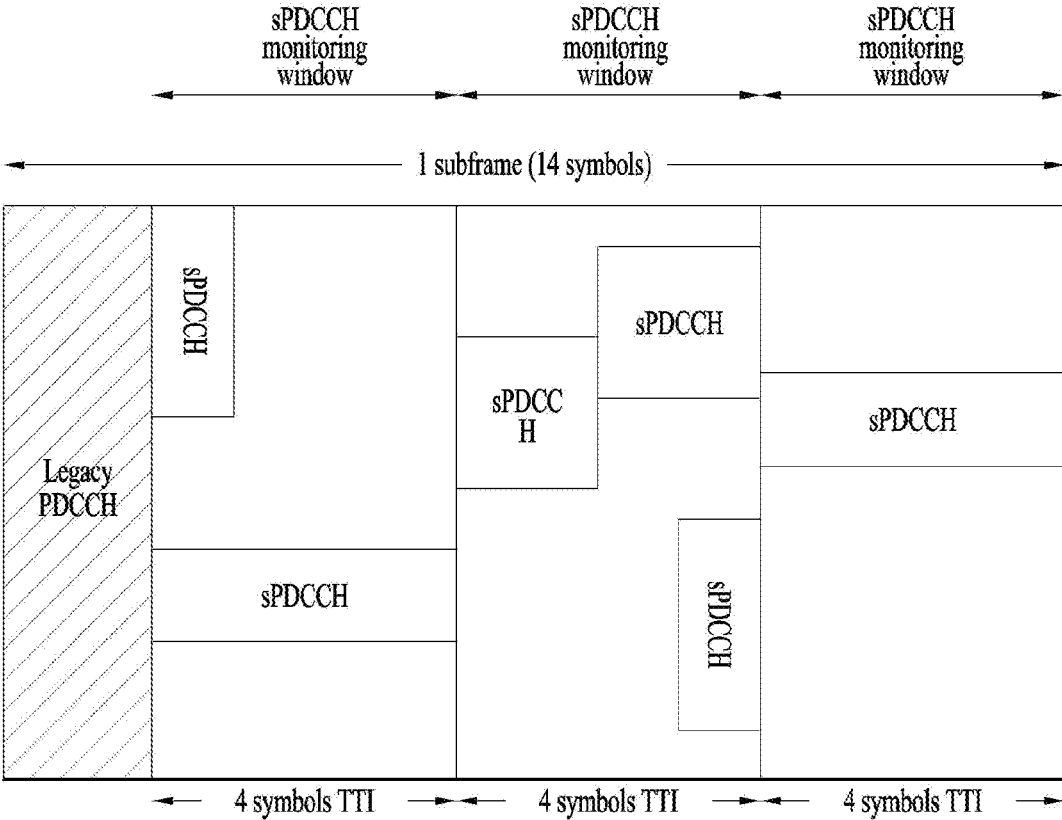 sPDCCH
monitoring
window
sPDCCH
monitoring
window
sPDCCH
monitoring
window
1 subframe (14 symbols)
sPDCCH
sPDCCH
sPDCC
H
sPDCCH
Legacy
PDCCH
sPDCCH
sPDCCH
4 symbols TTI
4 symbols TTI
4 symbols TTI